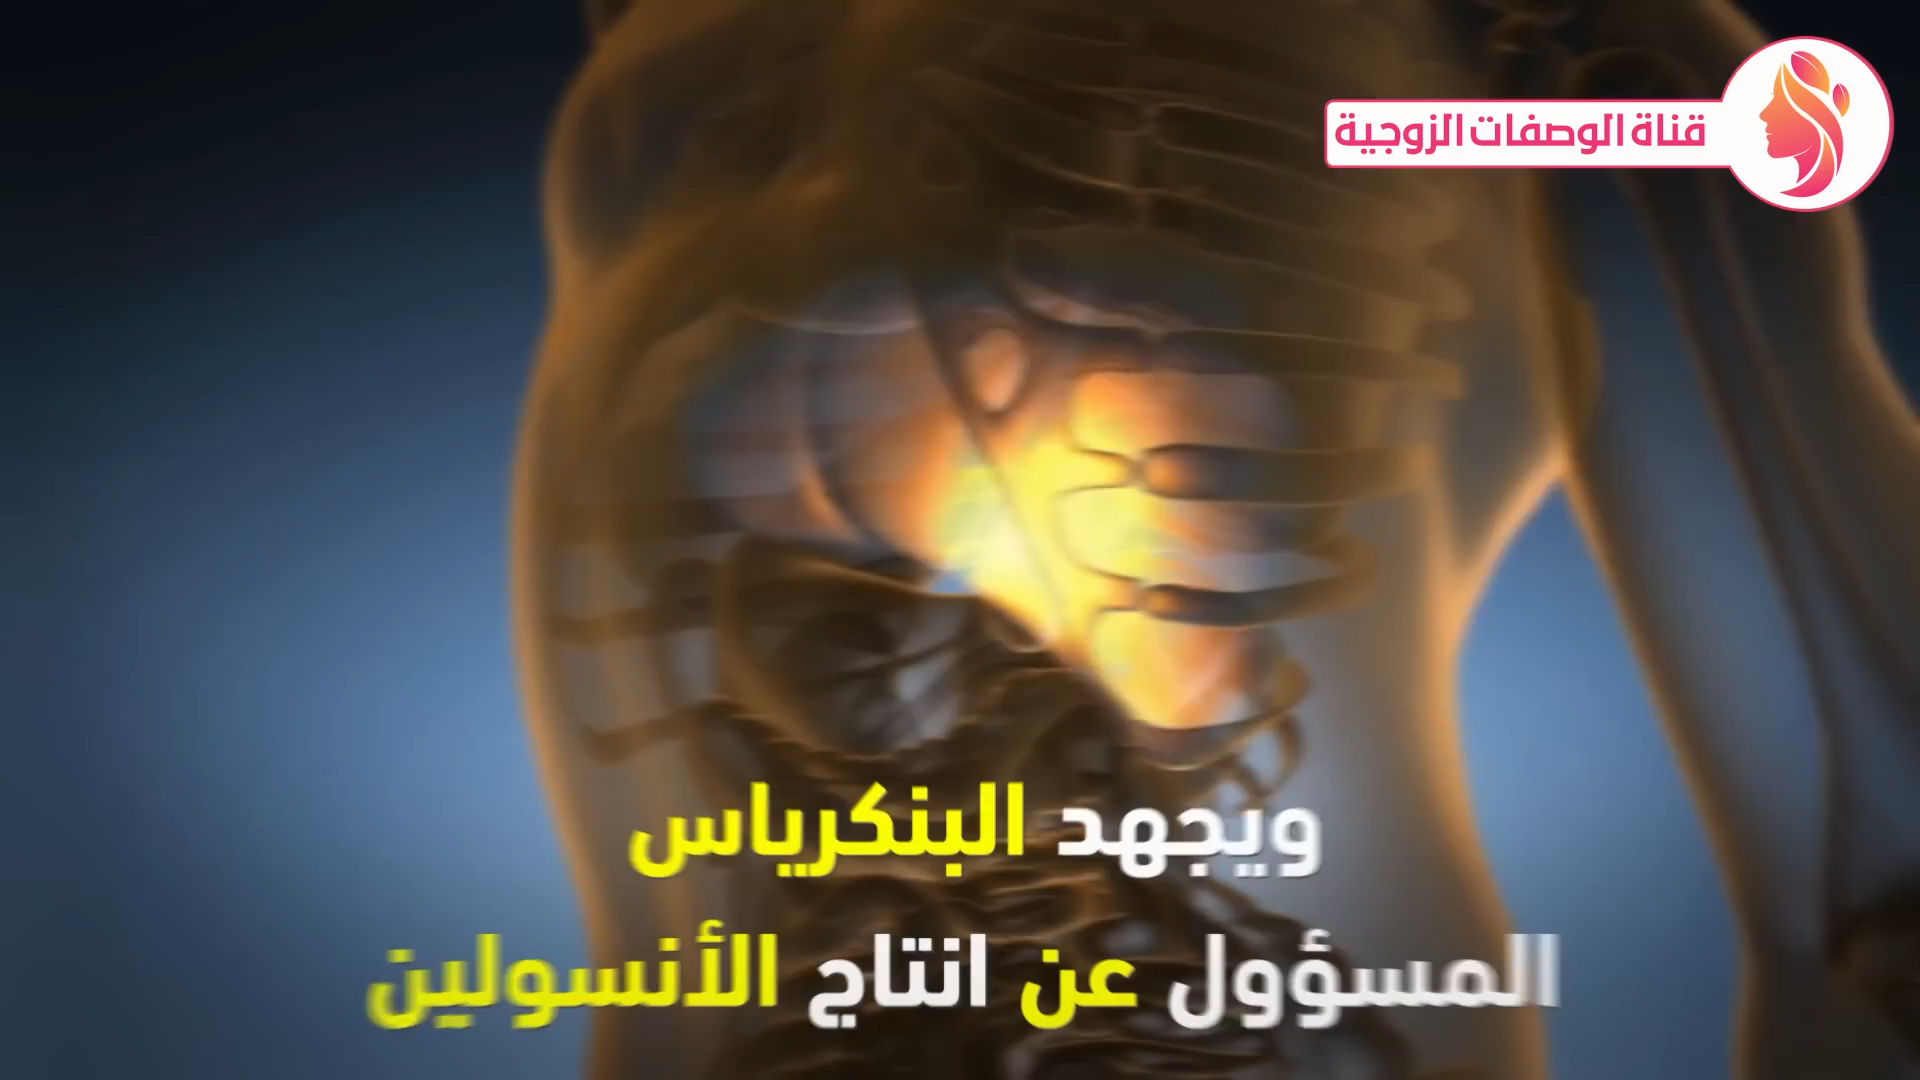 قناة الوصفات الزوجية
ويجهد البنكرياس
المسؤول عن انتاج الأنسولين